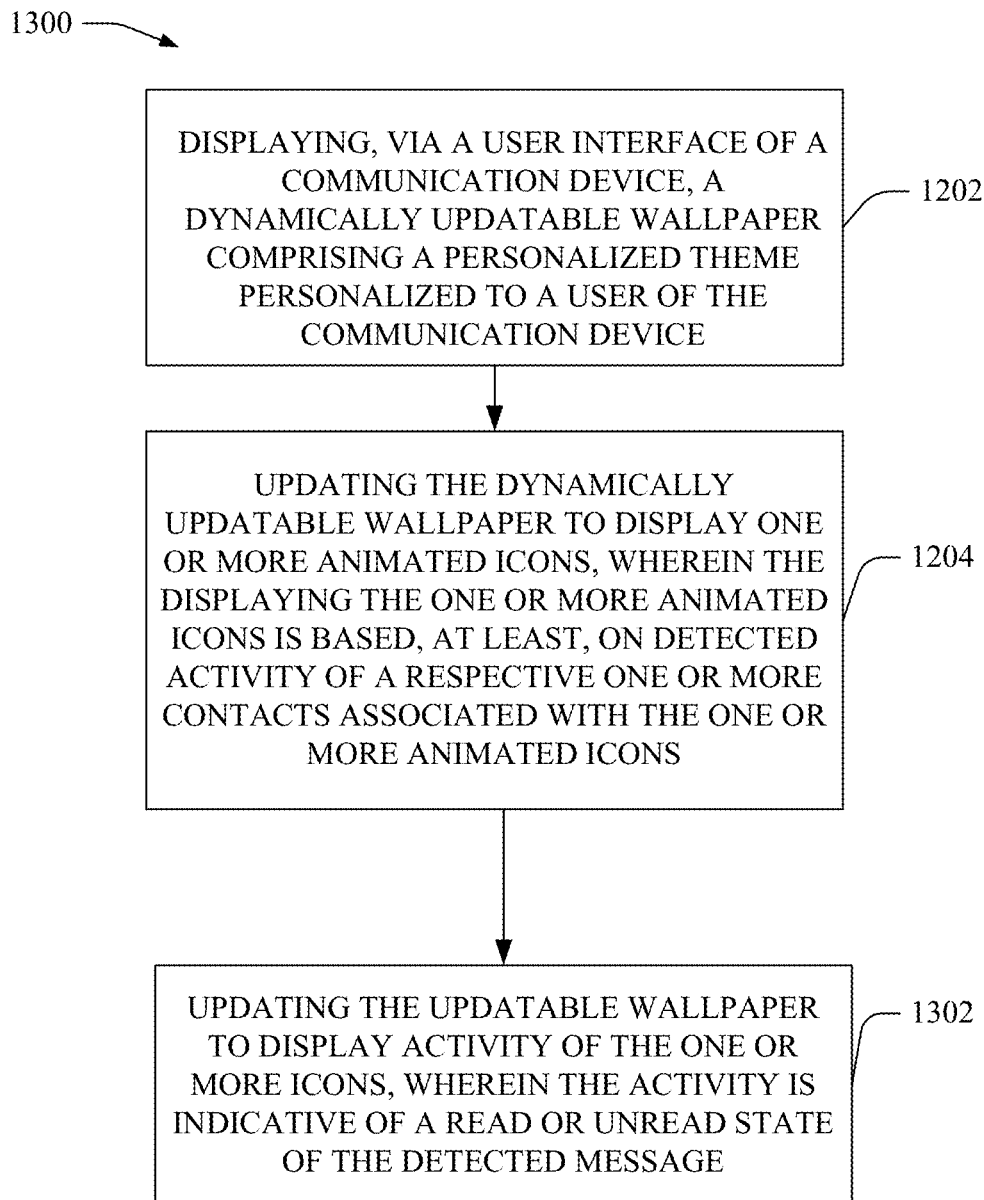 1300
DISPLAYING, VIA A USER INTERFACE OF A
COMMUNICATION DEVICE, A
DYNAMICALLY UPDATABLE WALLPAPER
COMPRISING A PERSONALIZED THEME
PERSONALIZED TO A USER OF THE
COMMUNICATION DEVICE
1202
UPDATING THE DYNAMICALLY
UPDATABLE WALLPAPER TO DISPLAY ONE
OR MORE ANIMATED ICONS, WHEREIN THE
DISPLAYING THE ONE OR MORE ANIMATED
ICONS IS BASED, AT LEAST, ON DETECTED
ACTIVITY OF A RESPECTIVE ONE OR MORE
CONTACTS ASSOCIATED WITH THE ONE OR
MORE ANIMATED ICONS
1204
UPDATING THE UPDATABLE WALLPAPER
TO DISPLAY ACTIVITY OF THE ONE OR
MORE ICONS, WHEREIN THE ACTIVITY IS
INDICATIVE OF A READ OR UNREAD STATE
OF THE DETECTED MESSAGE
1302